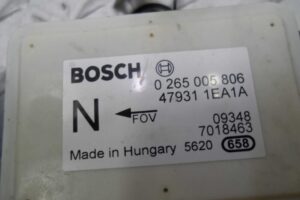 BOSCH 0 265 005 806
47931 1EA1A
N FOV
09348
7018463
Made in Hungary 5620 658